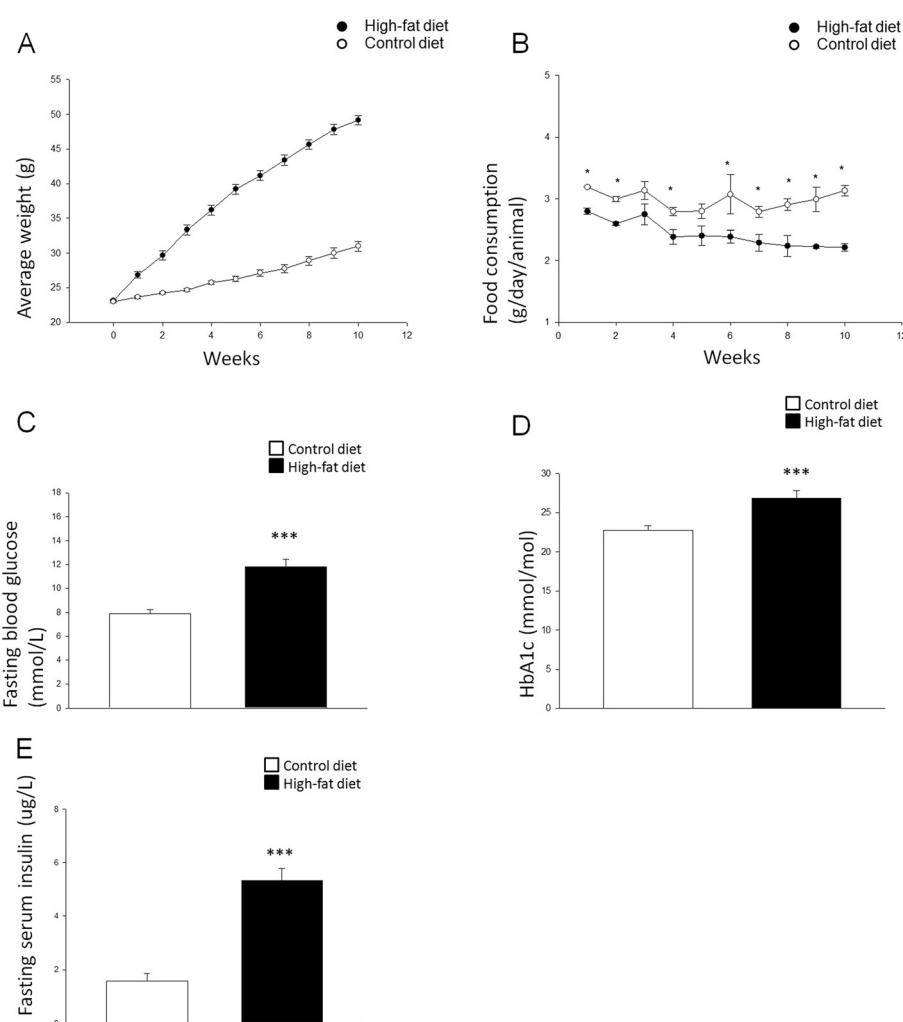 A
High-fat diet
Control diet
55
50
45
40
35
30
25
20
0
2
4
6
8
10
12
Average weight (g)
Weeks
B
High-fat diet
Control diet
5
4
3
2
1
0
2
4
6
8
10
12
* * * * * * * *
Food consumption
(g/day/animal)
Weeks
C
Control diet
High-fat diet
18
16
14
12
10
8
6
4
2
0
***
Fasting blood glucose
(mmol/L)
D
Control diet
High-fat diet
30
25
20
15
10
5
0
***
HbA1c (mmol/mol)
E
Control diet
High-fat diet
8
6
4
2
***
Fasting serum insulin (ug/L)